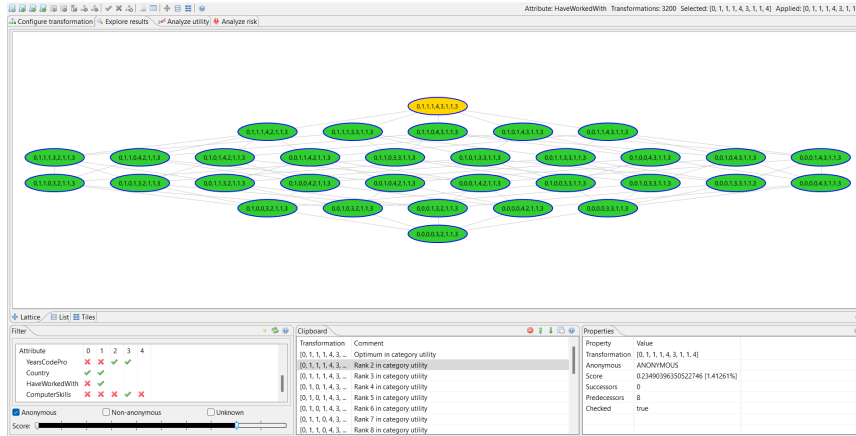 Attribute: HaveWorkedWith Transformations: 3200 Selected: [0, 1, 1, 1, 4, 3, 1, 1, 4] Applied: [0, 1, 1, 1, 4, 3, 1, 1,
Configure transformation Explore results Analyze utility Analyze risk
0,1,1,1,4,3,1,1,3
0,1,1,1,4,2,1,1,3 0,1,1,1,3,3,1,1,3 0,1,1,0,4,3,1,1,3 0,1,0,1,4,3,1,1,3 0,0,1,1,4,3,1,1,3
0,1,1,1,3,2,1,1,3 0,1,1,0,4,2,1,1,3 0,1,0,1,4,2,1,1,3 0,0,1,1,4,2,1,1,3 0,1,1,0,3,3,1,1,3 0,1,0,1,3,3,1,1,3 0,0,1,1,3,3,1,1,3 0,1,0,0,4,3,1,1,3 0,0,1,0,4,3,1,1,3 0,0,0,1,4,3,1,1,3
0,1,1,0,3,2,1,1,3 0,1,0,1,3,2,1,1,3 0,0,1,1,3,2,1,1,3 0,1,0,0,4,2,1,1,3 0,0,1,0,4,2,1,1,3 0,0,0,1,4,2,1,1,3 0,1,0,0,3,3,1,1,3 0,0,1,0,3,3,1,1,3 0,0,0,1,3,3,1,1,3 0,0,0,0,4,3,1,1,3
0,1,0,0,3,2,1,1,3 0,0,1,0,3,2,1,1,3 0,0,0,1,3,2,1,1,3 0,0,0,0,4,2,1,1,3 0,0,0,0,3,3,1,1,3
0,0,0,0,3,2,1,1,3
Lattice List Tiles
Filter
Attribute 0 1 2 3 4
YearsCodePro
Country
HaveWorkedWith
ComputerSkills
Anonymous Non-anonymous Unknown
Score:
Clipboard
Transformation Comment
[0, 1, 1, 1, 4, 3, ... Optimum in category utility
[0, 1, 1, 1, 4, 3, ... Rank 2 in category utility
[0, 1, 1, 1, 4, 3, ... Rank 3 in category utility
[0, 1, 0, 1, 4, 3, ... Rank 4 in category utility
[0, 1, 0, 1, 4, 3, ... Rank 5 in category utility
[0, 1, 0, 1, 4, 3, ... Rank 6 in category utility
[0, 1, 1, 0, 4, 3, ... Rank 7 in category utility
[0, 1, 1, 0, 4, 3, ... Rank 8 in category utility
Properties
Property Value
Transformation [0, 1, 1, 1, 4, 3, 1, 1, 4]
Anonymous ANONYMOUS
Score 0.23490396350522746 [1.41261%]
Successors 0
Predecessors 8
Checked true